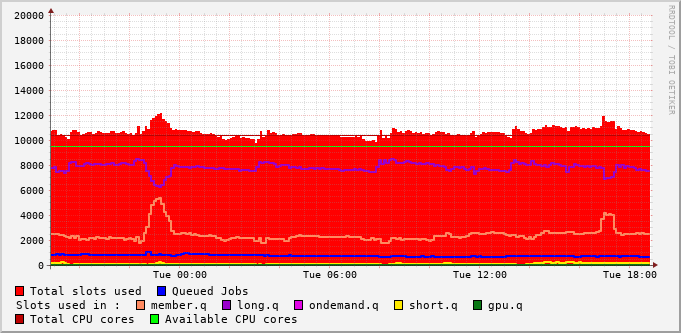 20000
18000
16000
14000
12000
10000
8000
6000
4000
2000
0
Tue 00:00 Tue 06:00 Tue 12:00 Tue 18:00
RRDTOOL / TOBI OETIKER
Total slots used Queued Jobs
Slots used in : member.q long.q ondemand.q short.q gpu.q
Total CPU cores Available CPU cores